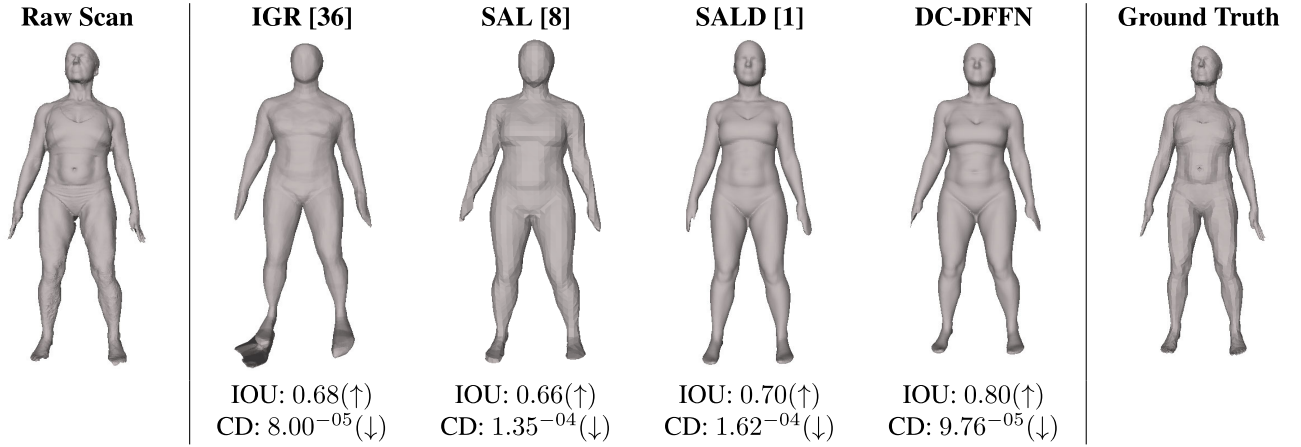 Raw Scan IGR [36] SAL [8] SALD [1] DC-DFFN Ground Truth
IOU: 0.68(↑) IOU: 0.66(↑) IOU: 0.70(↑) IOU: 0.80(↑)
CD: 8.00⁻⁰⁵(↓) CD: 1.35⁻⁰⁴(↓) CD: 1.62⁻⁰⁴(↓) CD: 9.76⁻⁰⁵(↓)